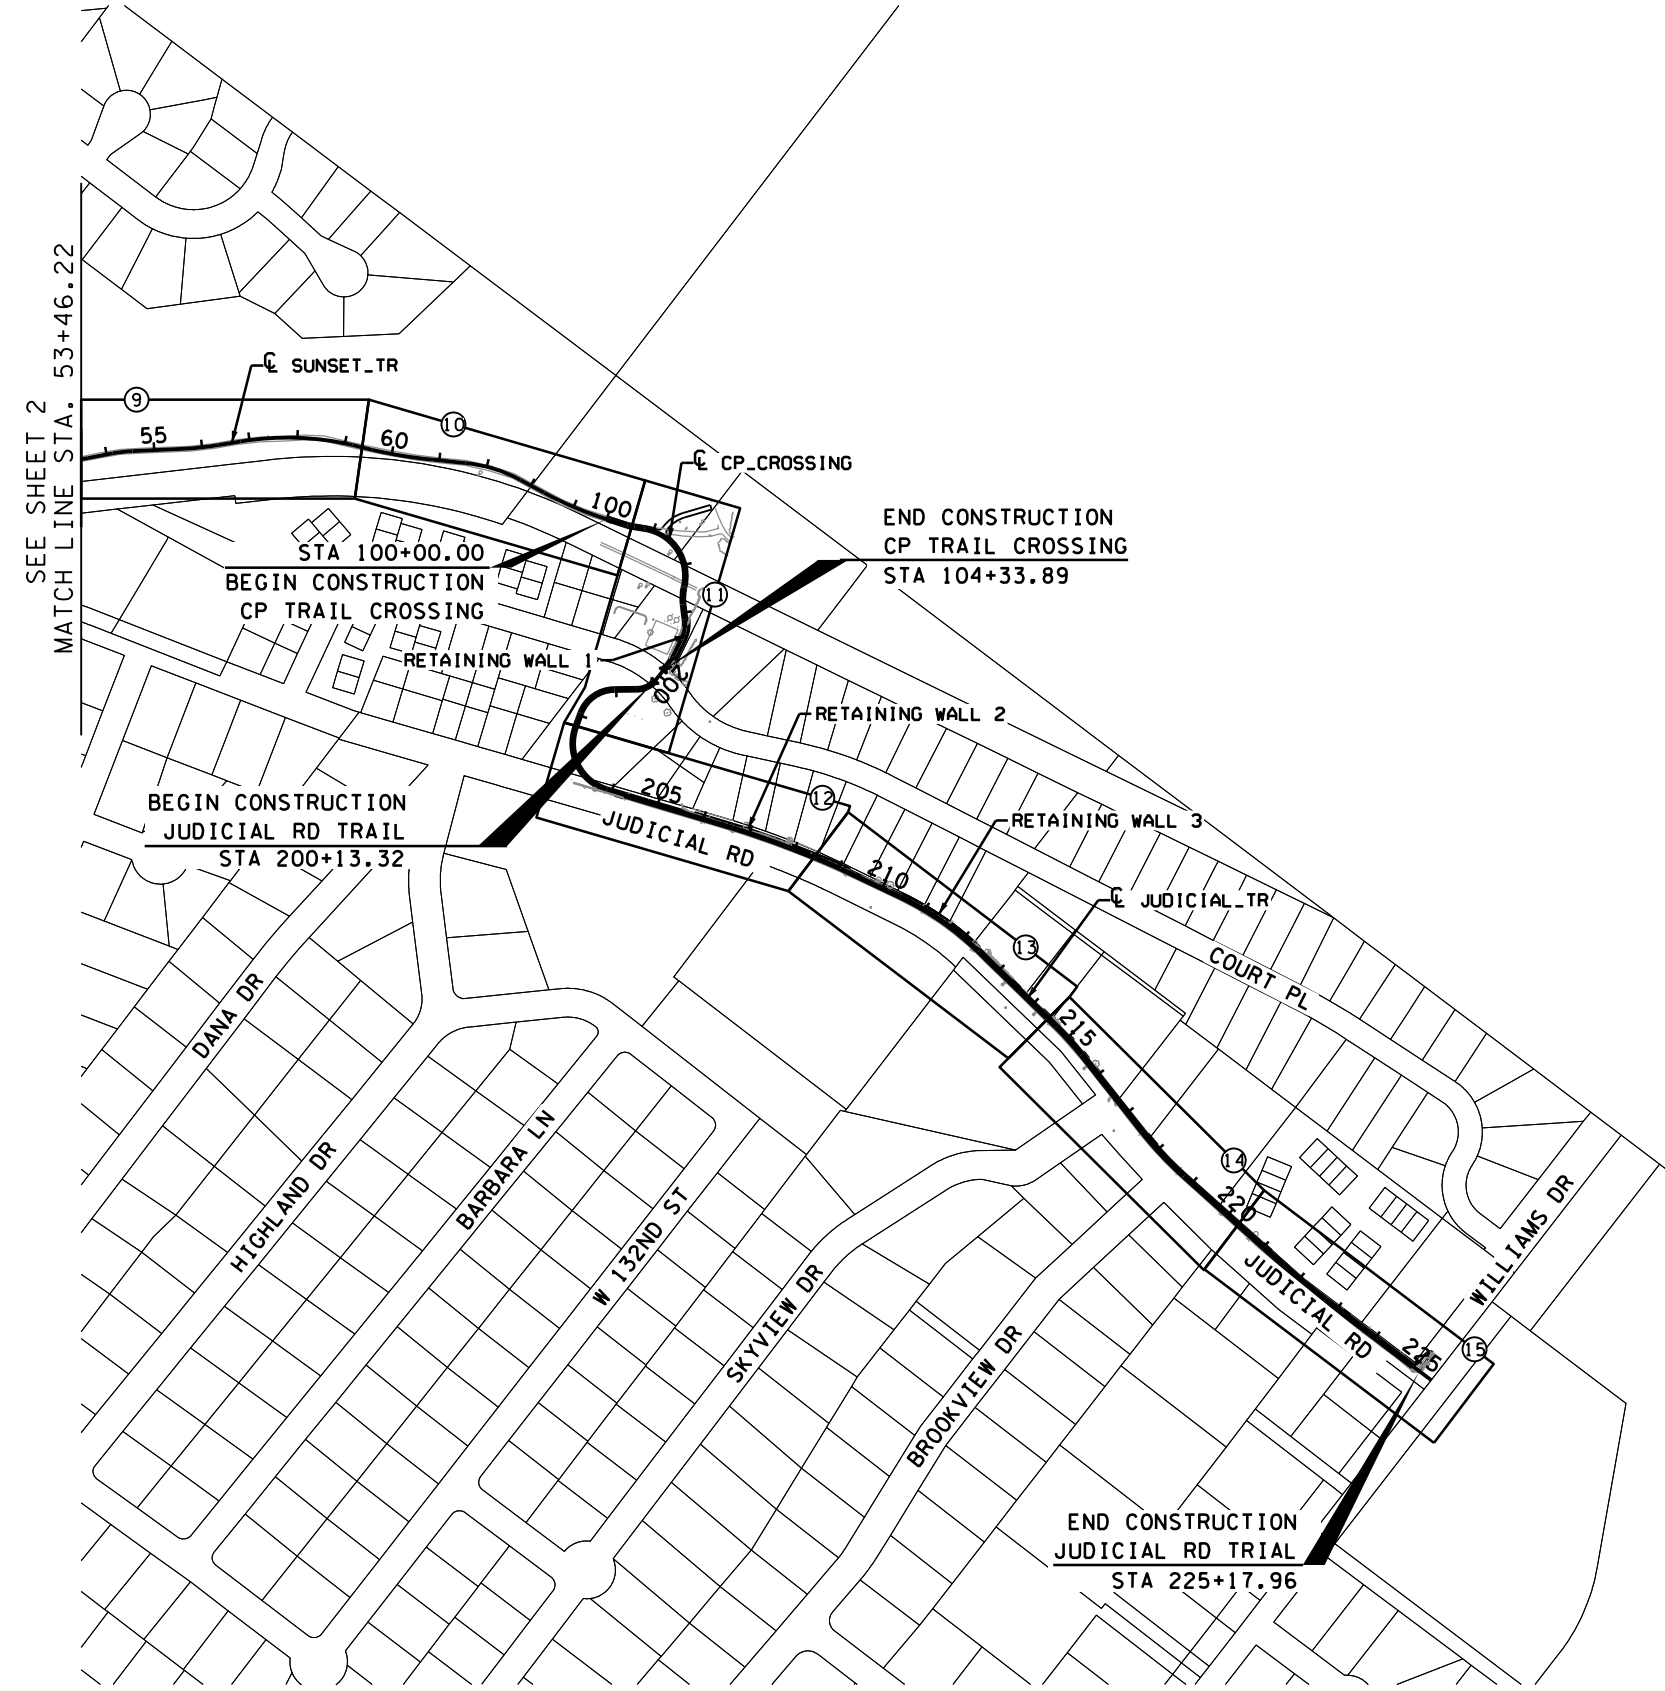 SEE SHEET 2
MATCH LINE STA. 53+46.22
℄ SUNSET_TR
9
10
55
60
100
℄ CP_CROSSING
END CONSTRUCTION
CP TRAIL CROSSING
STA 104+33.89
STA 100+00.00
BEGIN CONSTRUCTION
CP TRAIL CROSSING
11
RETAINING WALL 1
200
RETAINING WALL 2
BEGIN CONSTRUCTION
JUDICIAL RD TRAIL
STA 200+13.32
205
12
JUDICIAL RD
RETAINING WALL 3
210
℄ JUDICIAL_TR
13
COURT PL
215
DANA DR
HIGHLAND DR
BARBARA LN
W 132ND ST
SKYVIEW DR
BROOKVIEW DR
14
220
WILLIAMS DR
JUDICIAL RD
225
15
END CONSTRUCTION
JUDICIAL RD TRIAL
STA 225+17.96